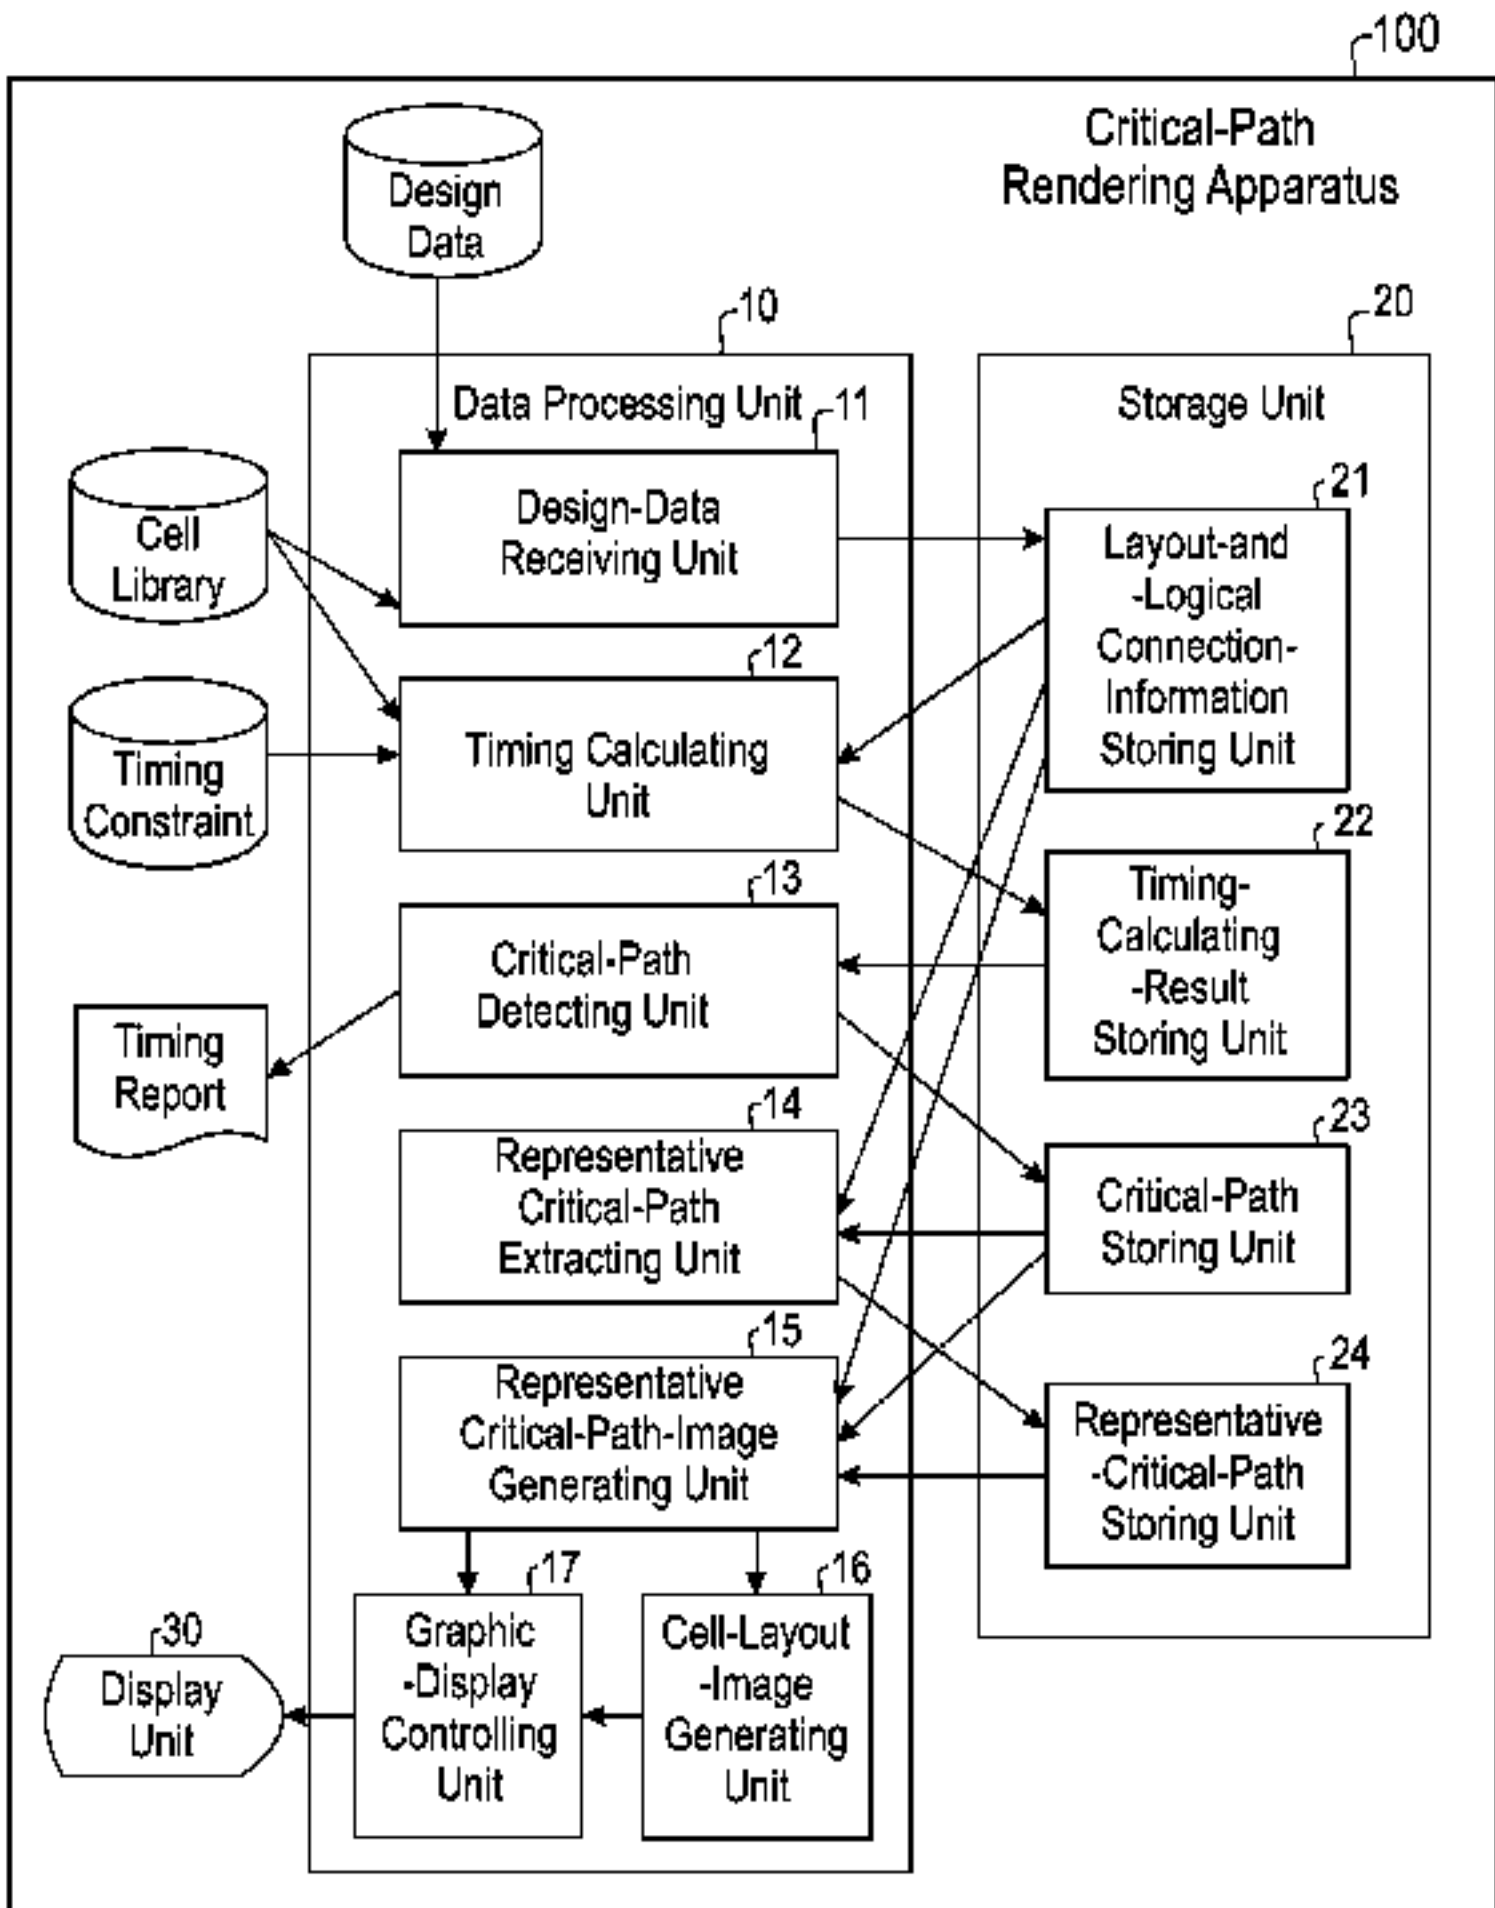 100
Critical-Path
Rendering Apparatus
Design
Data
10
Data Processing Unit
20
Storage Unit
Cell
Library
11
Design-Data
Receiving Unit
21
Layout-and
-Logical
Connection-
Information
Storing Unit
Timing
Constraint
12
Timing Calculating
Unit
22
Timing-
Calculating
-Result
Storing Unit
13
Critical-Path
Detecting Unit
Timing
Report
14
Representative
Critical-Path
Extracting Unit
23
Critical-Path
Storing Unit
15
Representative
Critical-Path-Image
Generating Unit
24
Representative
-Critical-Path
Storing Unit
30
Display
Unit
17
Graphic
-Display
Controlling
Unit
16
Cell-Layout
-Image
Generating
Unit